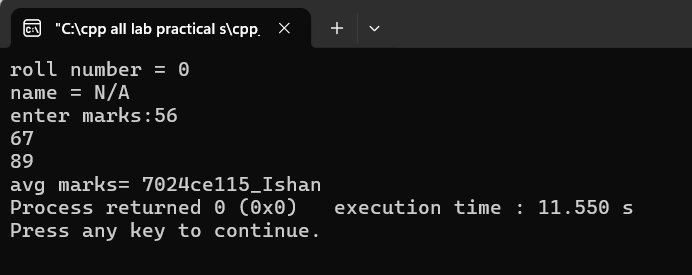 "C:\cpp all lab practical s\cpp_
roll number = 0
name = N/A
enter marks:56
67
89
avg marks= 7024ce115_Ishan
Process returned 0 (0x0)   execution time : 11.550 s
Press any key to continue.